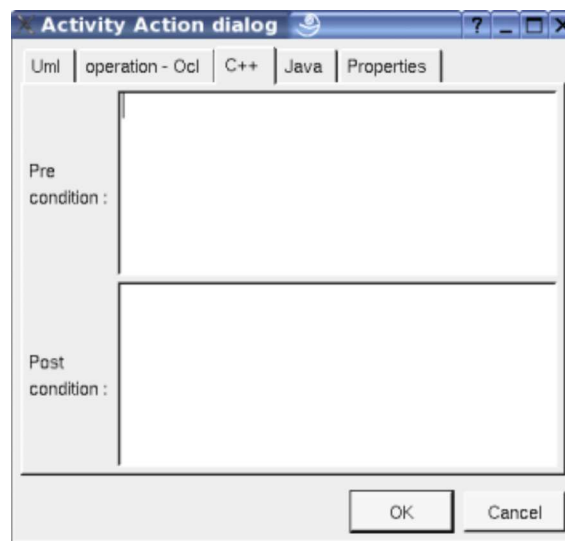 Activity Action dialog
Uml operation - Ocl C++ Java Properties
Pre
condition :
Post
condition :
OK Cancel